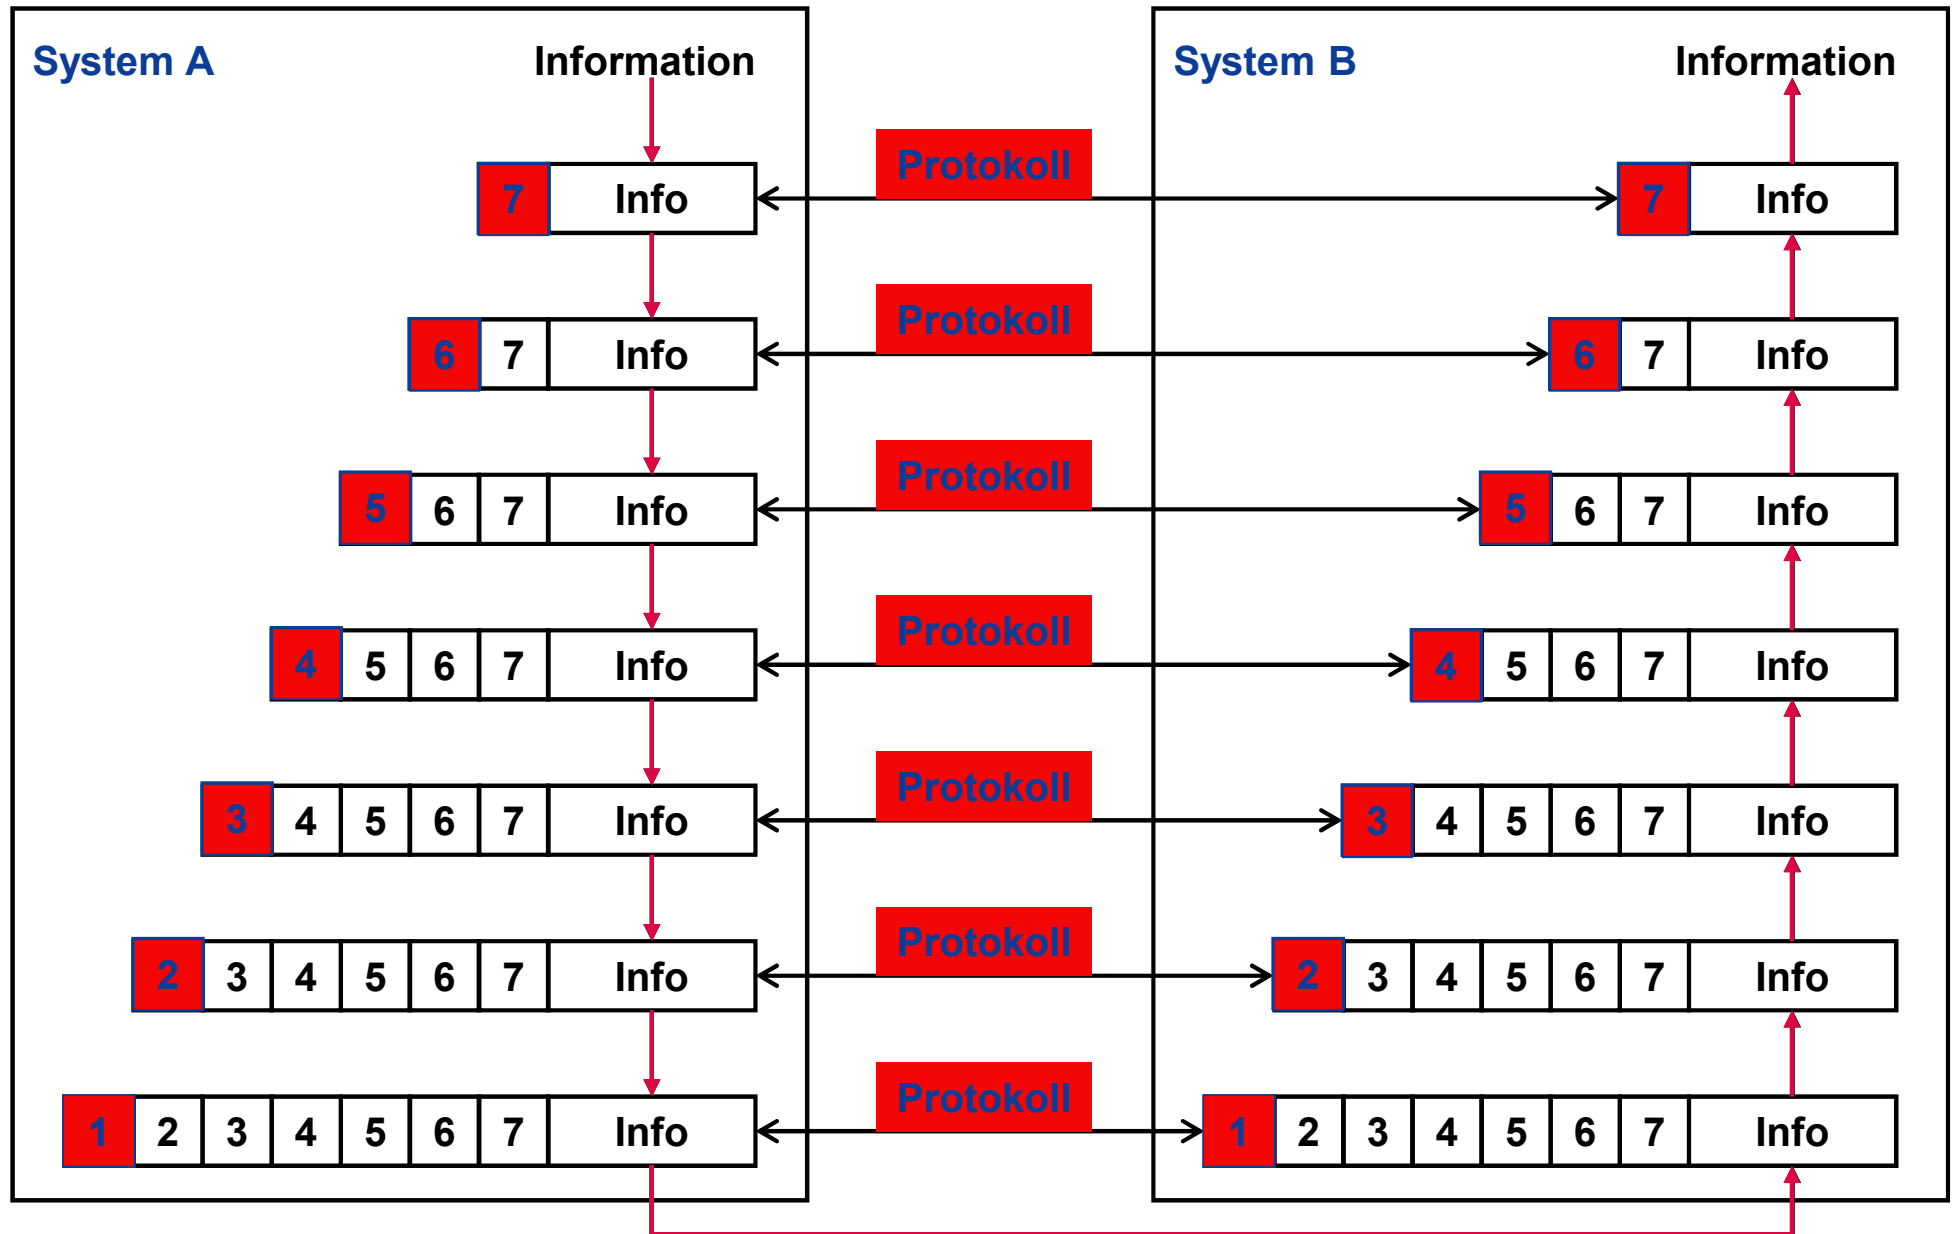 System A Information System B Information
Protokoll
7 Info 7 Info
Protokoll
6 7 Info 6 7 Info
Protokoll
5 6 7 Info 5 6 7 Info
Protokoll
4 5 6 7 Info 4 5 6 7 Info
Protokoll
3 4 5 6 7 Info 3 4 5 6 7 Info
Protokoll
2 3 4 5 6 7 Info 2 3 4 5 6 7 Info
Protokoll
1 2 3 4 5 6 7 Info 1 2 3 4 5 6 7 Info